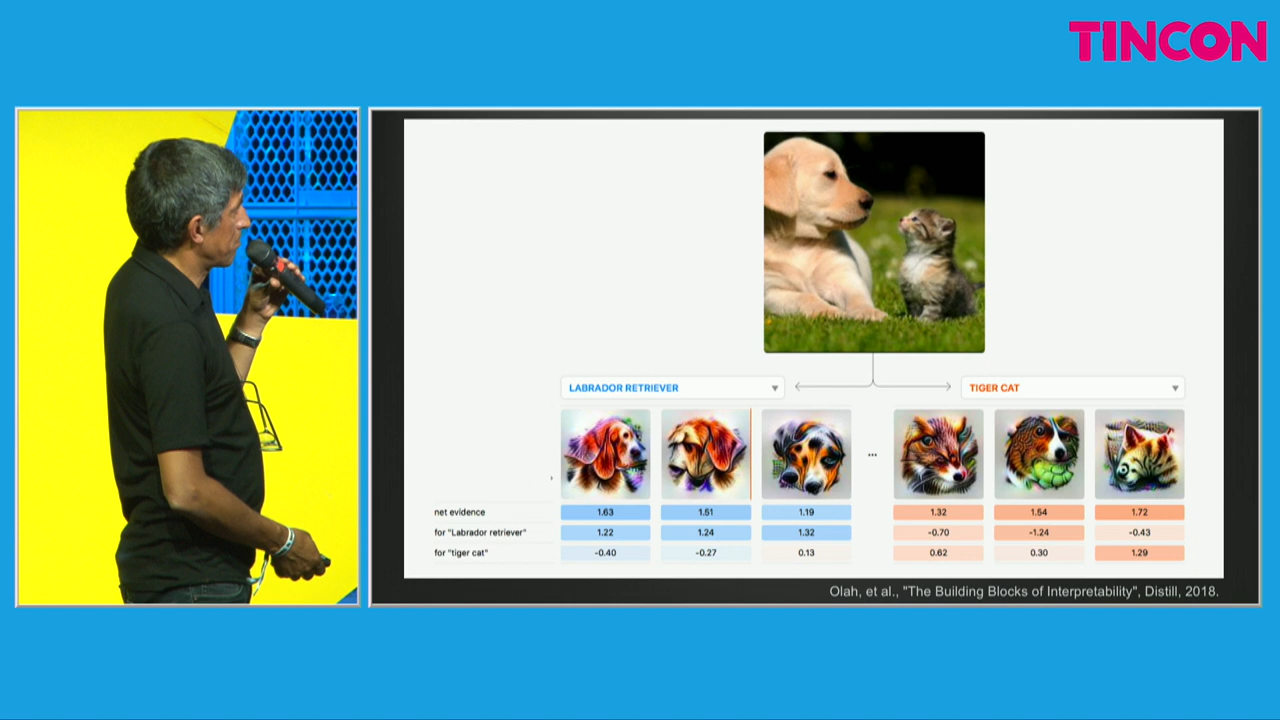 TINCON
LABRADOR RETRIEVER
TIGER CAT
...
net evidence 1.63 1.51 1.19 1.32 1.54 1.72
for "Labrador retriever" 1.22 1.24 1.32 -0.70 -1.24 -0.43
for "tiger cat" -0.40 -0.27 0.13 0.62 0.30 1.29
Olah, et al., "The Building Blocks of Interpretability", Distill, 2018.